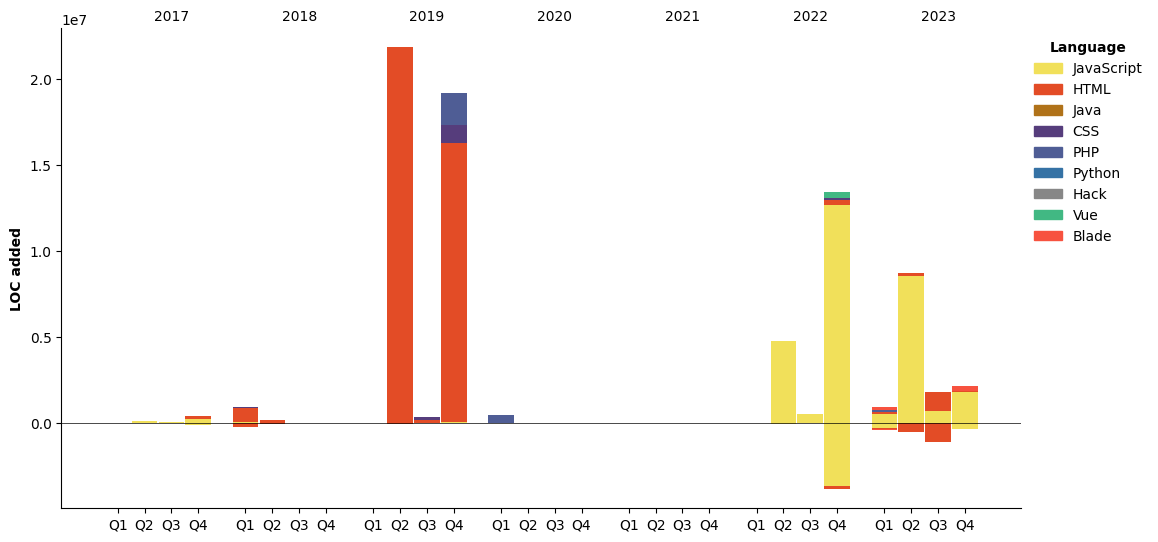 1e7
2017 2018 2019 2020 2021 2022 2023
Language
JavaScript
HTML
Java
CSS
PHP
Python
Hack
Vue
Blade
LOC added
2.0
1.5
1.0
0.5
0.0
Q1 Q2 Q3 Q4 Q1 Q2 Q3 Q4 Q1 Q2 Q3 Q4 Q1 Q2 Q3 Q4 Q1 Q2 Q3 Q4 Q1 Q2 Q3 Q4 Q1 Q2 Q3 Q4